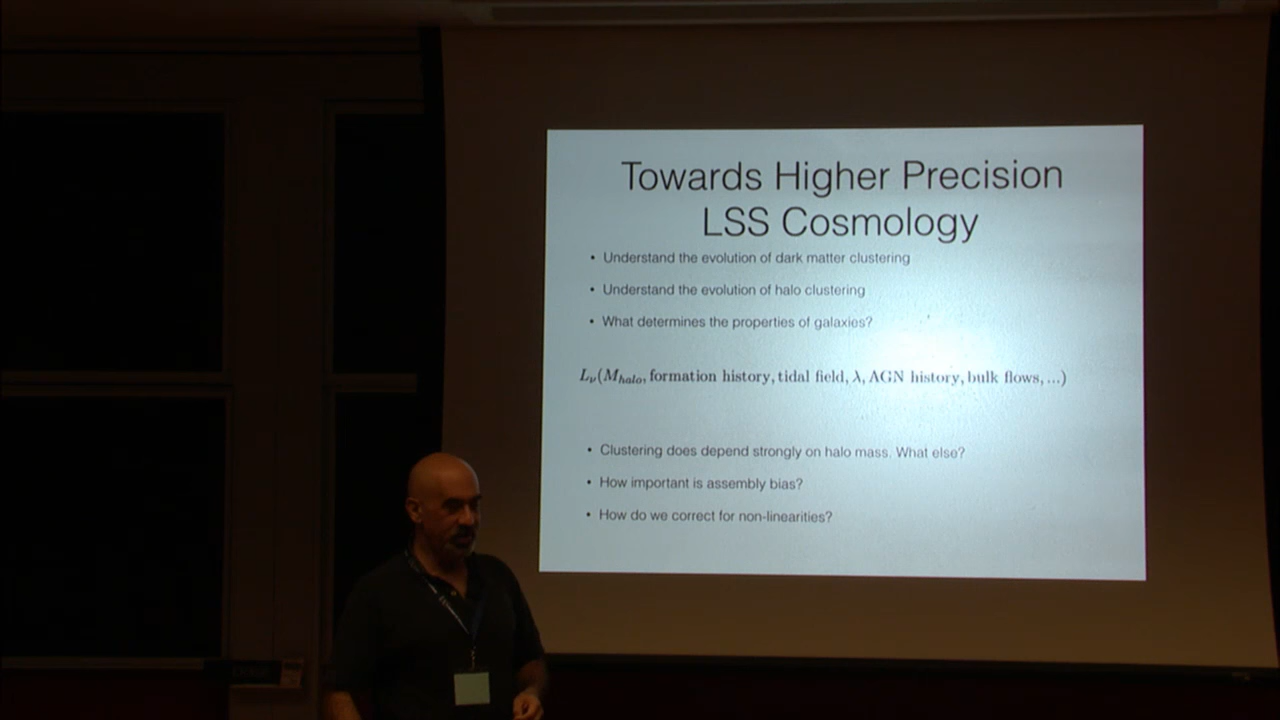 Towards Higher Precision
LSS Cosmology
• Understand the evolution of dark matter clustering
• Understand the evolution of halo clustering
• What determines the properties of galaxies?
L_ν(M_{halo}, formation history, tidal field, λ, AGN history, bulk flows, ...)
• Clustering does depend strongly on halo mass. What else?
• How important is assembly bias?
• How do we correct for non-linearities?